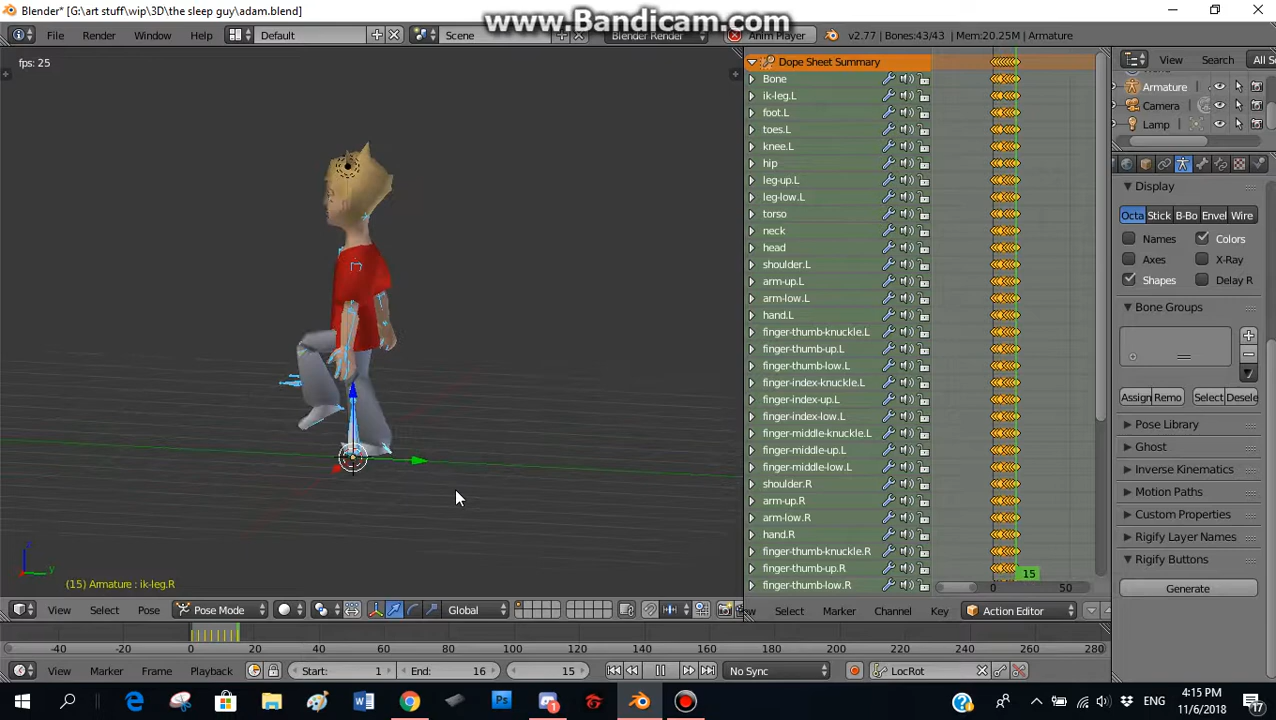 Blender* [G:\art stuff\wip\3D\the sleep guy\adam.blend]
www.Bandicam.com
File Render Window Help Default Scene Blender Render Anim Player v2.77 | Bones:43/43 | Mem:20.25M | Armature
fps: 25
Dope Sheet Summary
Bone
ik-leg.L
foot.L
toes.L
knee.L
hip
leg-up.L
leg-low.L
torso
neck
head
shoulder.L
arm-up.L
arm-low.L
hand.L
finger-thumb-knuckle.L
finger-thumb-up.L
finger-thumb-low.L
finger-index-knuckle.L
finger-index-up.L
finger-index-low.L
finger-middle-knuckle.L
finger-middle-up.L
finger-middle-low.L
shoulder.R
arm-up.R
arm-low.R
hand.R
finger-thumb-knuckle.R
finger-thumb-up.R
finger-thumb-low.R
0 15 50
View Search All S
Armature
Camera
Lamp
Display
Octa Stick B-Bo Envel Wire
Names Colors
Axes X-Ray
Shapes Delay R
Bone Groups
Assign Remo Select Desele
Pose Library
Ghost
Inverse Kinematics
Motion Paths
Custom Properties
Rigify Layer Names
Rigify Buttons
Generate
z
y
(15) Armature : ik-leg.R
View Select Pose Pose Mode Global
Select Marker Channel Key Action Editor
-40 -20 0 20 40 60 80 100 120 140 160 180 200 220 240 260 280
View Marker Frame Playback Start: 1 End: 16 15 No Sync LocRot
W Ps 1 ? ENG 4:15 PM
11/6/2018 17